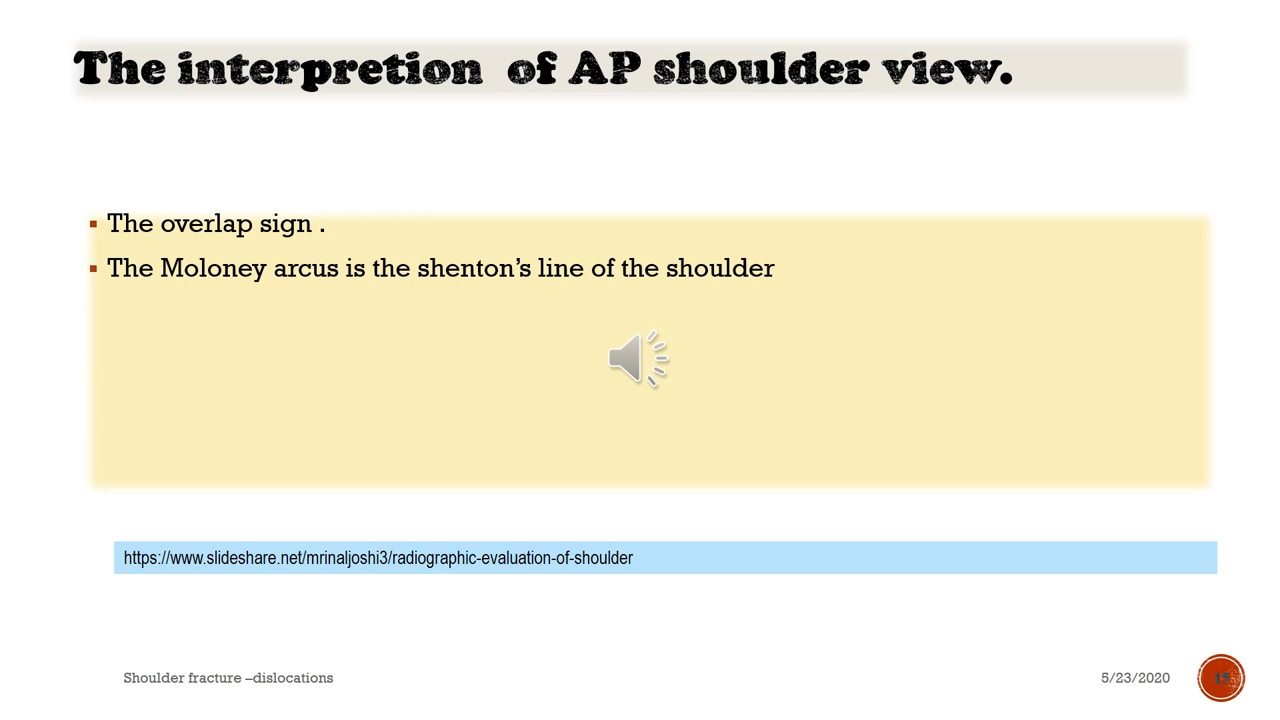 The interpretion of AP shoulder view.
▪ The overlap sign .
▪ The Moloney arcus is the shenton’s line of the shoulder
https://www.slideshare.net/mrinaljoshi3/radiographic-evaluation-of-shoulder
Shoulder fracture –dislocations
5/23/2020
15